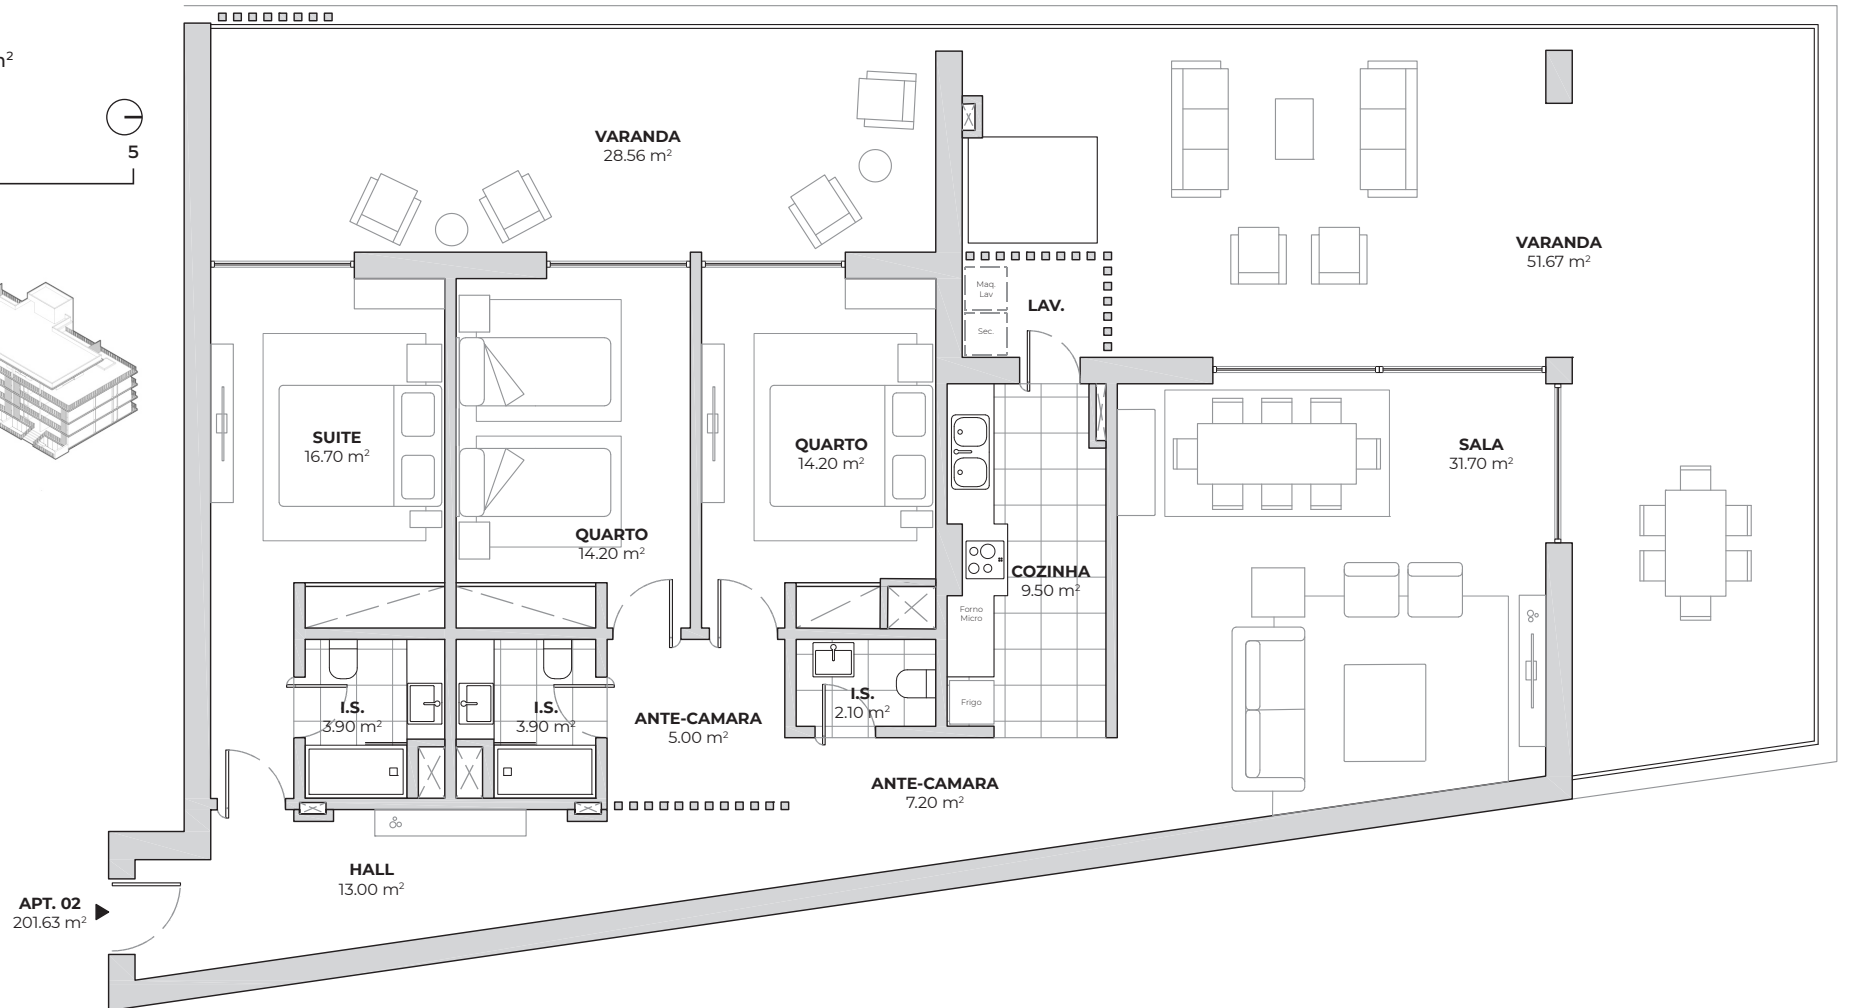 m²
5
VARANDA
28.56 m²
VARANDA
51.67 m²
Maq.
Lav
LAV.
Sec.
SUITE
16.70 m²
QUARTO
14.20 m²
QUARTO
14.20 m²
SALA
31.70 m²
COZINHA
9.50 m²
Forno
Micro
I.S.
3.90 m²
I.S.
3.90 m²
ANTE-CAMARA
5.00 m²
I.S.
2.10 m²
Frigo
ANTE-CAMARA
7.20 m²
HALL
13.00 m²
APT. 02
201.63 m²